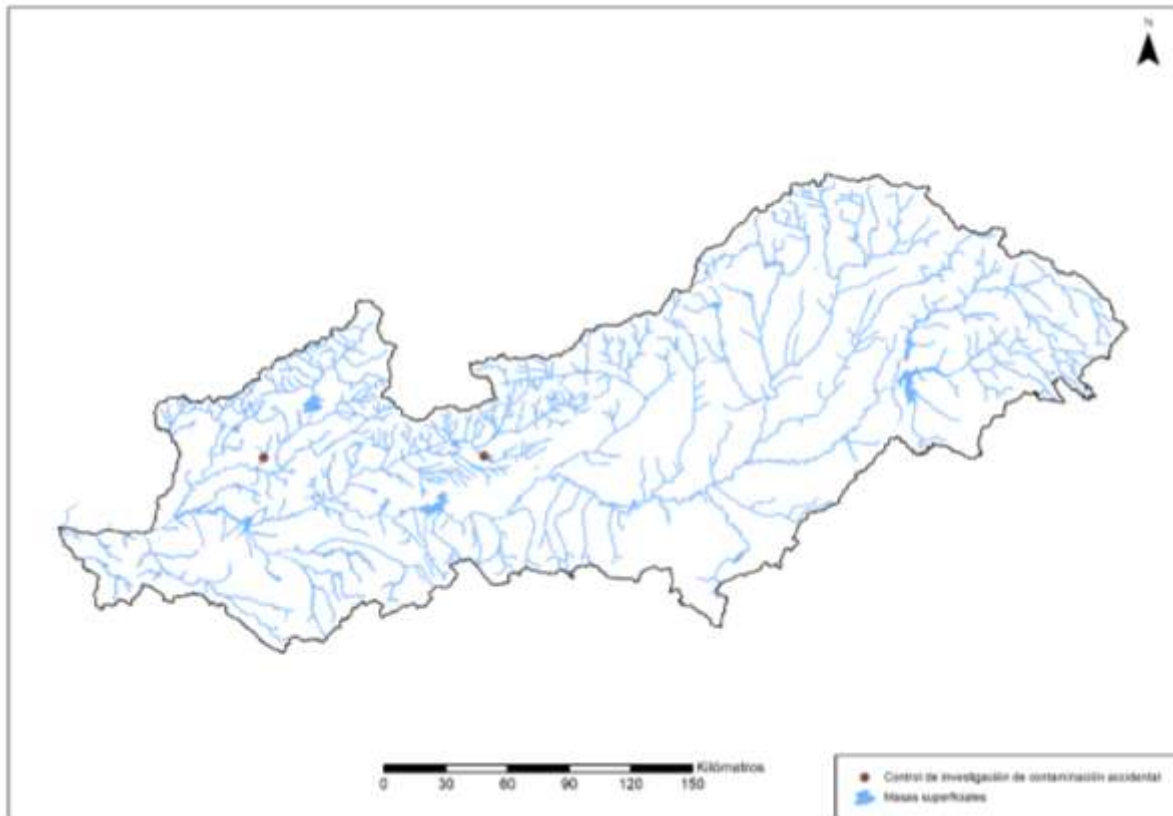 N
Kilómetros
0 30 60 90 120 150
Control de investigación de contaminación accidental
Masas superficiales